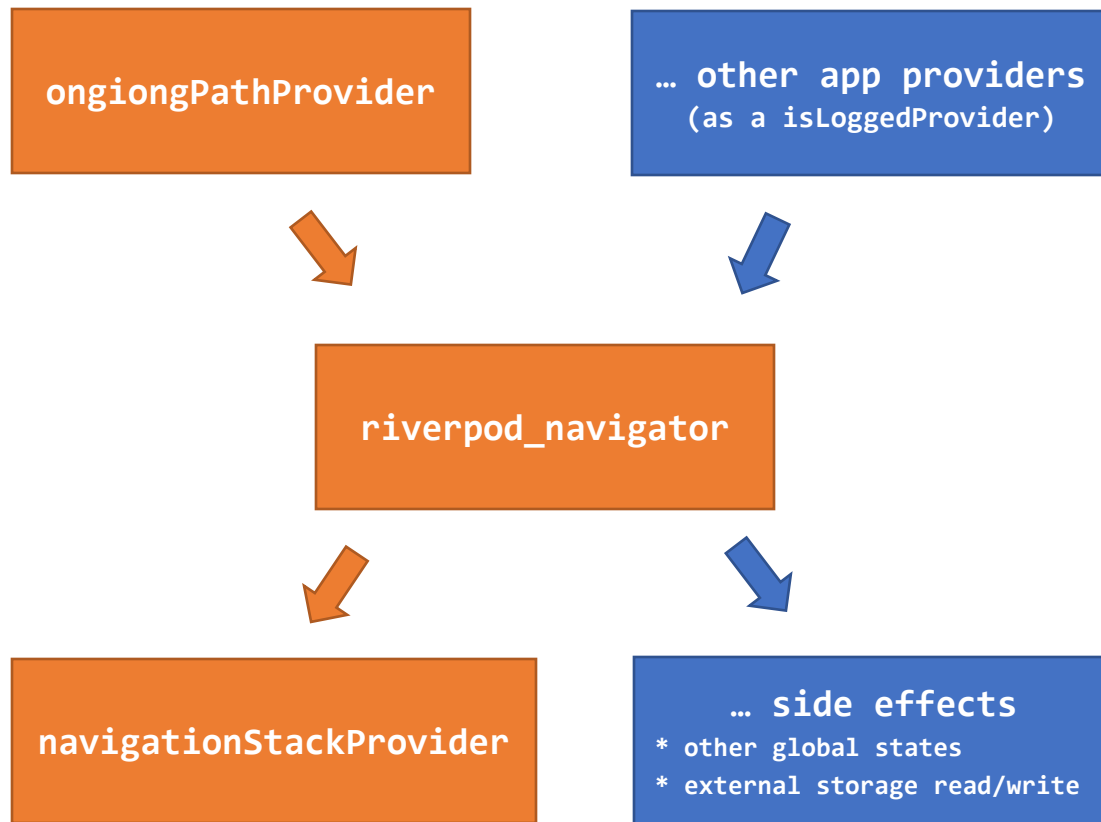 ongiongPathProvider
… other app providers
(as a isLoggedProvider)
riverpod_navigator
navigationStackProvider
… side effects
* other global states
* external storage read/write